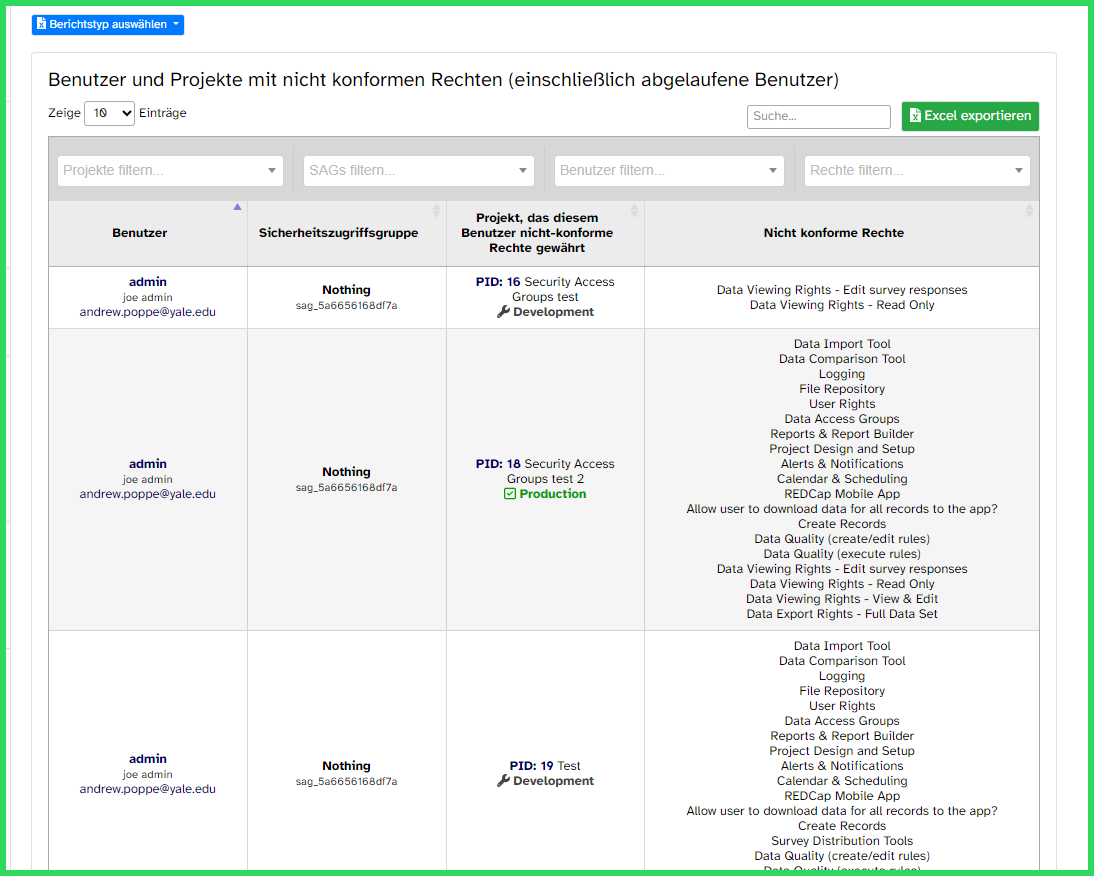 Berichtstyp auswählen
Benutzer und Projekte mit nicht konformen Rechten (einschließlich abgelaufene Benutzer)
Zeige 10 Einträge
Suche...
Excel exportieren
Projekte filtern...
SAGs filtern...
Benutzer filtern...
Rechte filtern...
Benutzer
Sicherheitszugriffsgruppe
Projekt, das diesem
Benutzer nicht-konforme
Rechte gewährt
Nicht konforme Rechte
admin
joe admin
andrew.poppe@yale.edu
Nothing
sag_5a6656168df7a
PID: 16 Security Access
Groups test
Development
Data Viewing Rights - Edit survey responses
Data Viewing Rights - Read Only
admin
joe admin
andrew.poppe@yale.edu
Nothing
sag_5a6656168df7a
PID: 18 Security Access
Groups test 2
Production
Data Import Tool
Data Comparison Tool
Logging
File Repository
User Rights
Data Access Groups
Reports & Report Builder
Project Design and Setup
Alerts & Notifications
Calendar & Scheduling
REDCap Mobile App
Allow user to download data for all records to the app?
Create Records
Data Quality (create/edit rules)
Data Quality (execute rules)
Data Viewing Rights - Edit survey responses
Data Viewing Rights - Read Only
Data Viewing Rights - View & Edit
Data Export Rights - Full Data Set
admin
joe admin
andrew.poppe@yale.edu
Nothing
sag_5a6656168df7a
PID: 19 Test
Development
Data Import Tool
Data Comparison Tool
Logging
File Repository
User Rights
Data Access Groups
Reports & Report Builder
Project Design and Setup
Alerts & Notifications
Calendar & Scheduling
REDCap Mobile App
Allow user to download data for all records to the app?
Create Records
Survey Distribution Tools
Data Quality (create/edit rules)
Data Quality (execute rules)